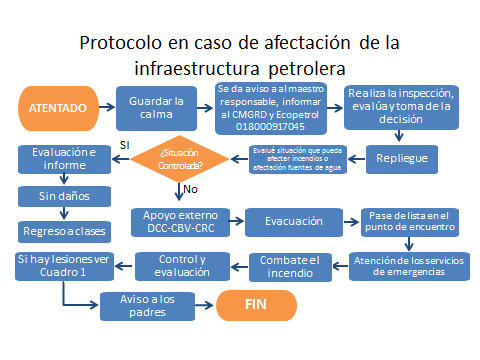 Protocolo en caso de afectación de la
infraestructura petrolera
ATENTADO
Guardar la
calma
Se da aviso a al maestro
responsable, informar
al CMGRD y Ecopetrol
018000917045
Realiza la inspección,
evalúa y toma de la
decisión
Repliegue
Evalué situación que pueda
afectar incendios o
afectación fuentes de agua
¿Situación
Controlada?
SI
Evaluación e
informe
Sin daños
Regreso a clases
No
Apoyo externo
DCC-CBV-CRC
Evacuación
Pase de lista en el
punto de encuentro
Atención de los servicios
de emergencias
Combate el
incendio
Control y
evaluación
Si hay lesiones ver
Cuadro 1
Aviso a los
padres
FIN